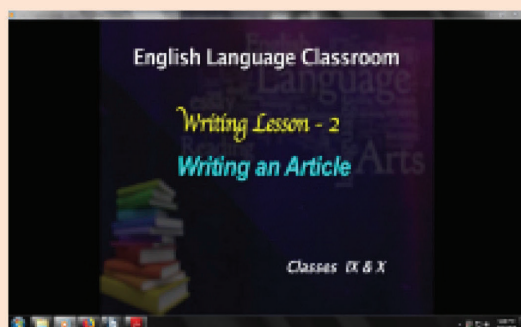 English Language Classroom
Writing Lesson - 2
Writing an Article
Classes IX & X